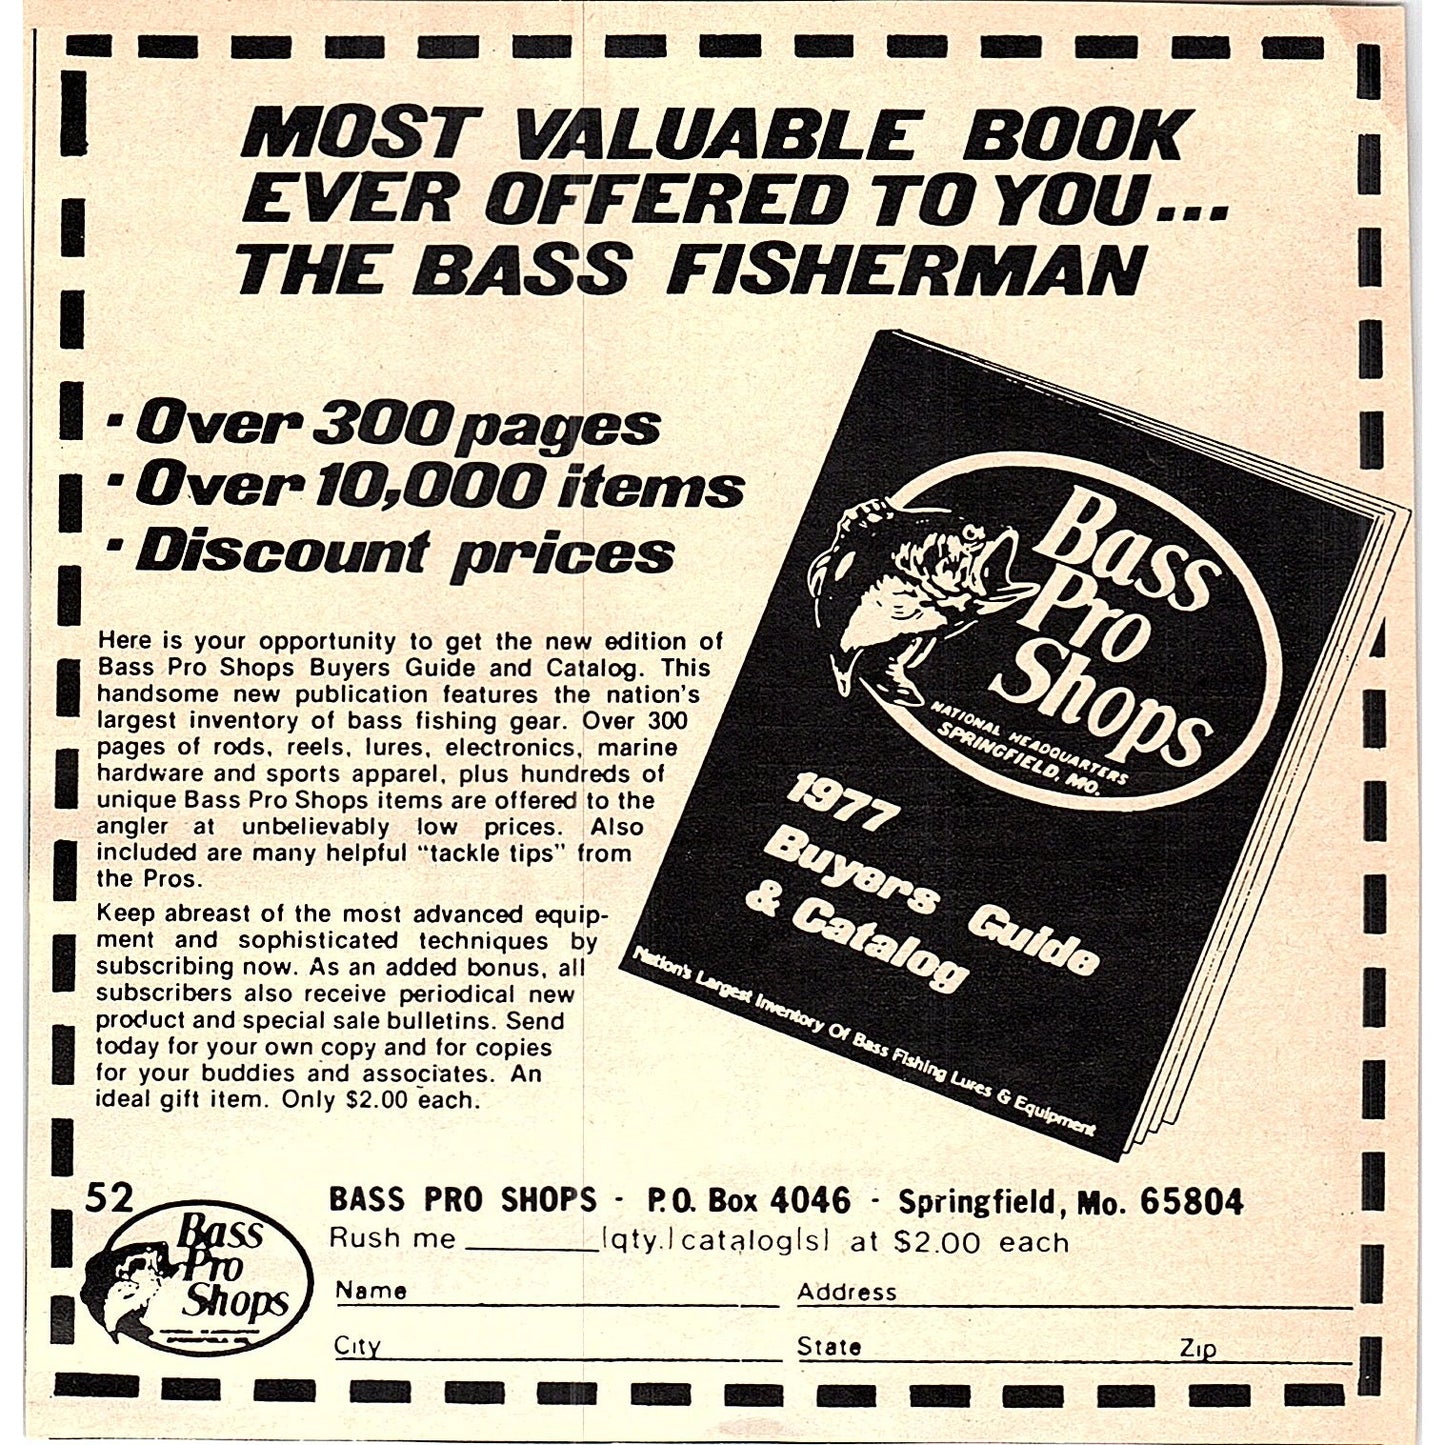 MOST VALUABLE BOOK
EVER OFFERED TO YOU...
THE BASS FISHERMAN
· Over 300 pages
· Over 10,000 items
· Discount prices
Here is your opportunity to get the new edition of
Bass Pro Shops Buyers Guide and Catalog. This
handsome new publication features the nation's
largest inventory of bass fishing gear. Over 300
pages of rods, reels, lures, electronics, marine
hardware and sports apparel, plus hundreds of
unique Bass Pro Shops items are offered to the
angler at unbelievably low prices. Also
included are many helpful "tackle tips" from
the Pros.
Keep abreast of the most advanced equip-
ment and sophisticated techniques by
subscribing now. As an added bonus, all
subscribers also receive periodical new
product and special sale bulletins. Send
today for your own copy and for copies
for your buddies and associates. An
ideal gift item. Only $2.00 each.
Bass
Pro
Shops
NATIONAL HEADQUARTERS
SPRINGFIELD, MO.
1977
Buyers Guide
& Catalog
Nation's Largest Inventory Of Bass Fishing Lures & Equipment
52
Bass
Pro
Shops
BASS PRO SHOPS - P.O. Box 4046 - Springfield, Mo. 65804
Rush me ________(qty.) catalog(s) at $2.00 each
Name Address
City State Zip